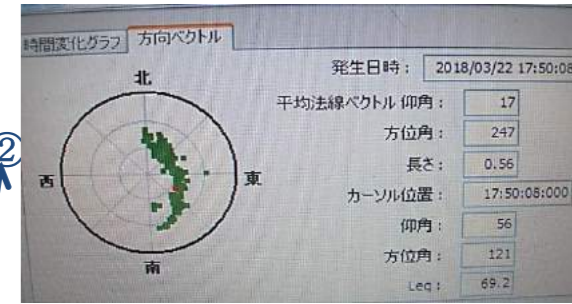 時間変化グラフ 方向ベクトル
発生日時： 2018/03/22 17:50:08
北
平均法線ベクトル 仰角： 17
方位角： 247
②
長さ： 0.56
西
東
カーソル位置： 17:50:08:000
仰角： 56
方位角： 121
南
Leq： 69.2